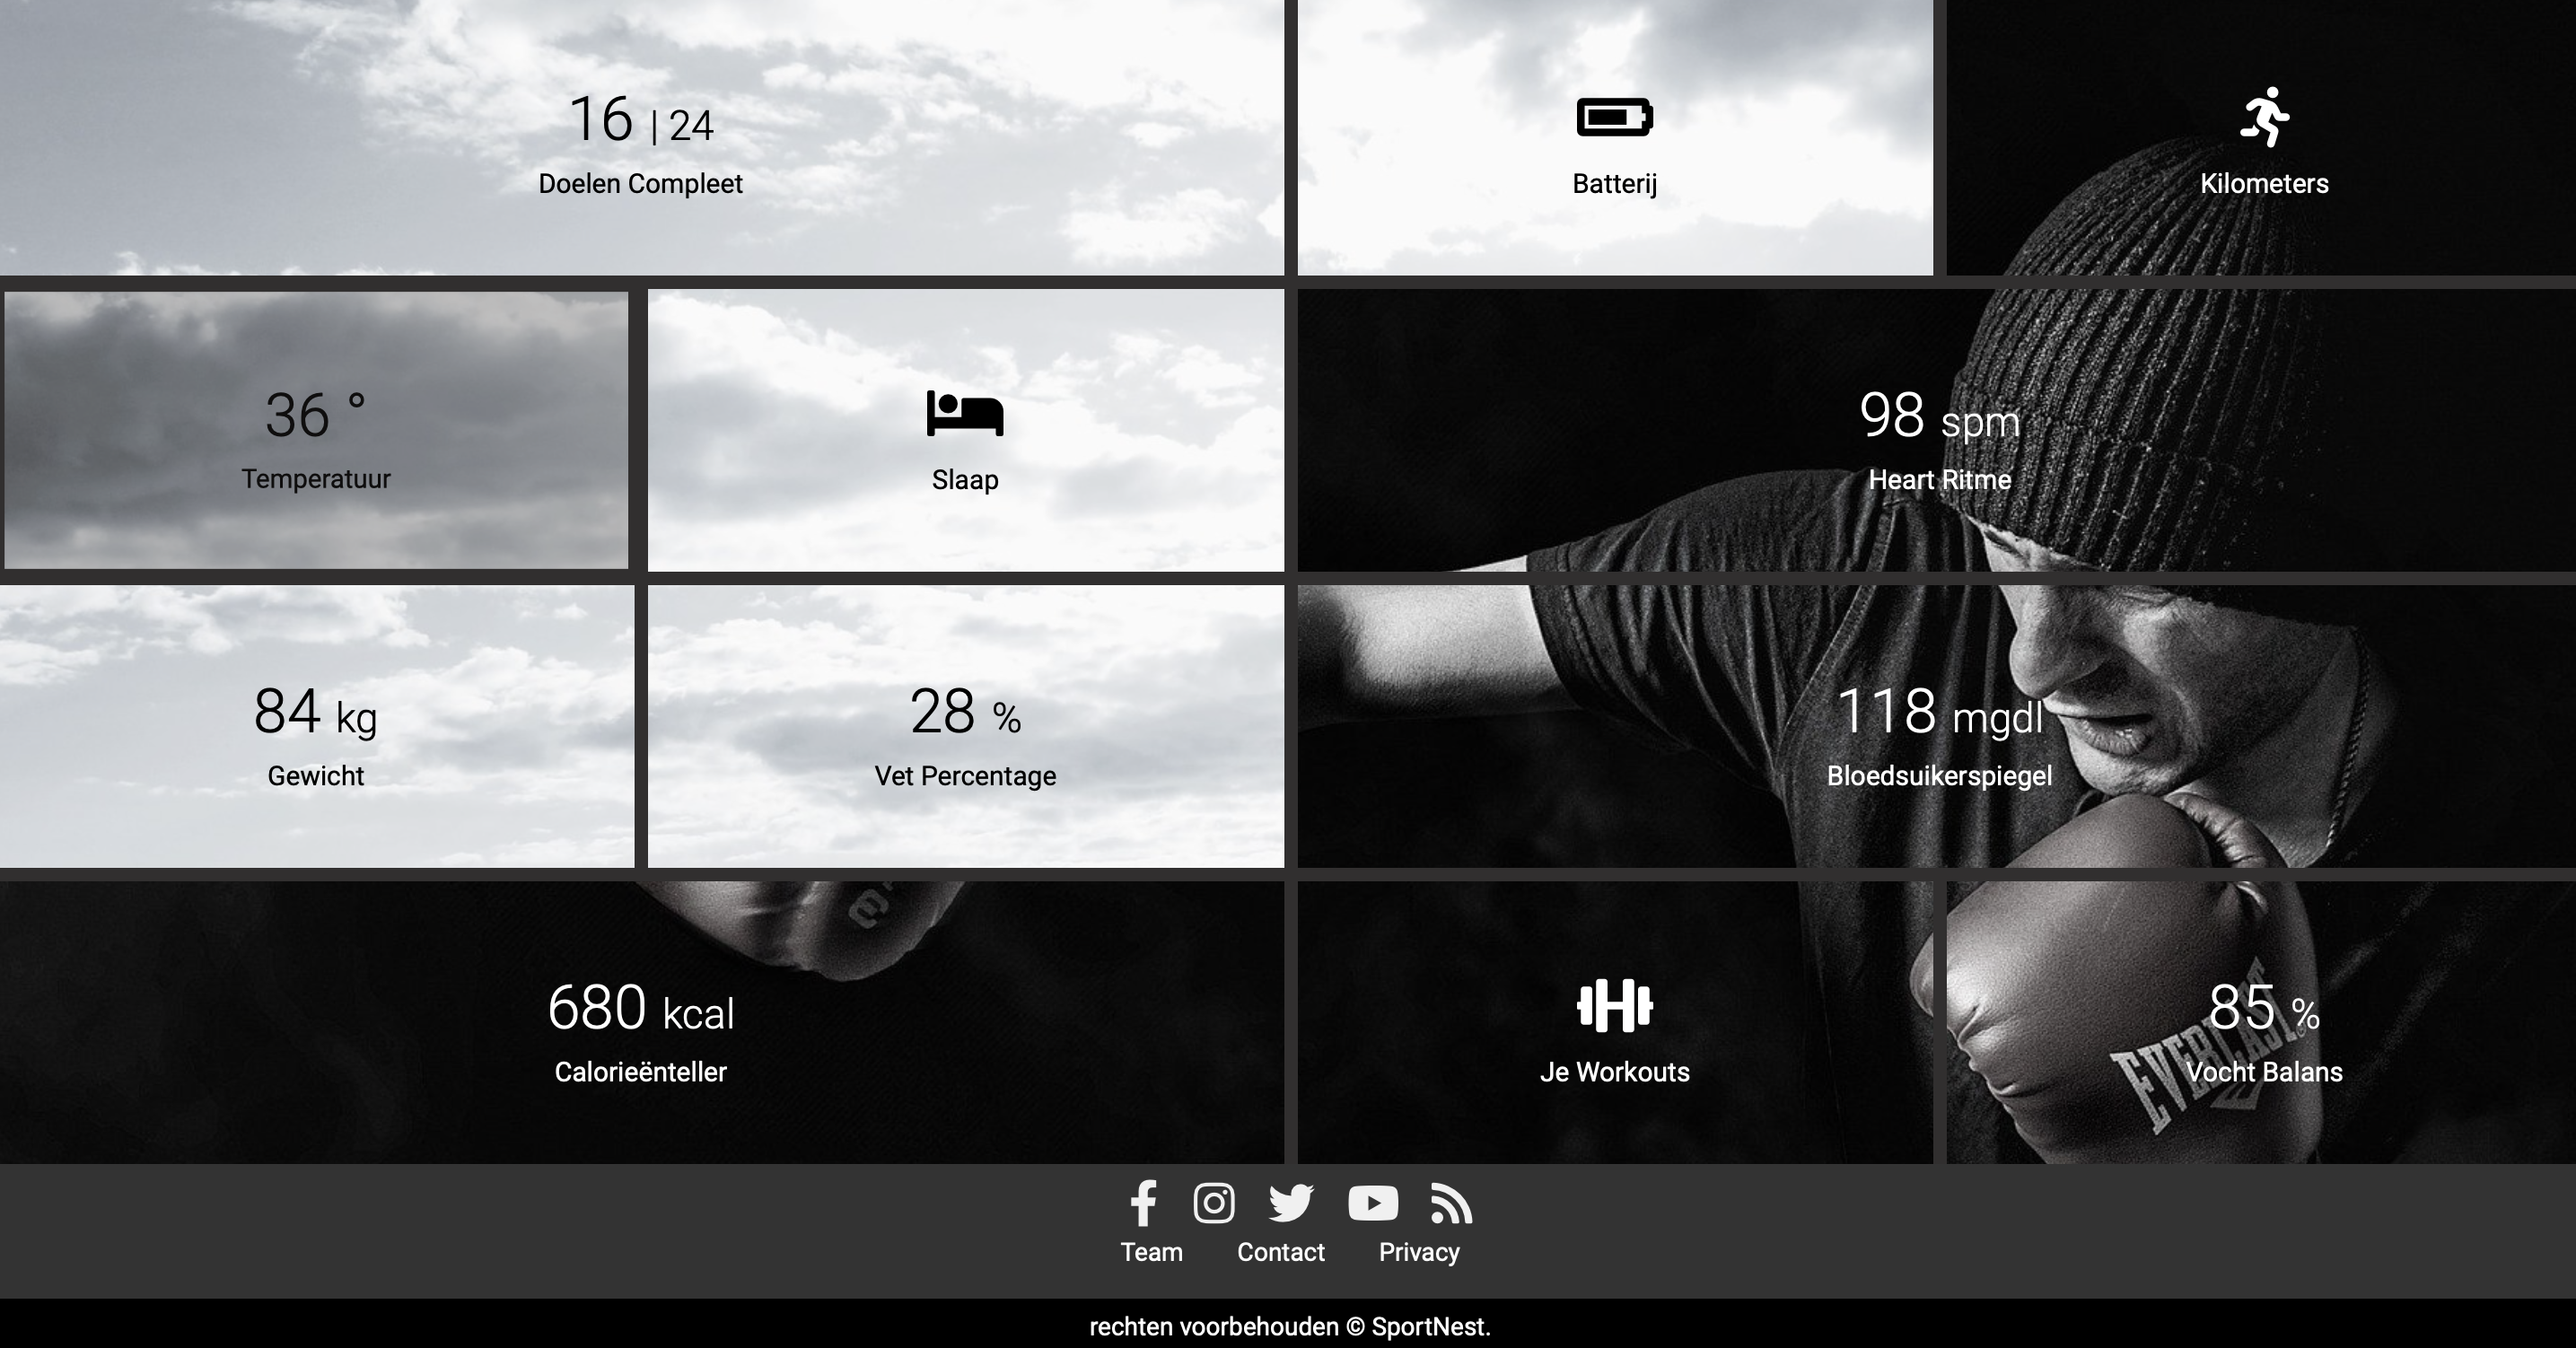 16 | 24
Doelen Compleet
Batterij
Kilometers
36 °
Temperatuur
Slaap
98 spm
Heart Ritme
84 kg
Gewicht
28 %
Vet Percentage
118 mgdl
Bloedsuikerspiegel
680 kcal
Calorieënteller
Je Workouts
85 %
EVERLAST
Vocht Balans
Team Contact Privacy
rechten voorbehouden © SportNest.